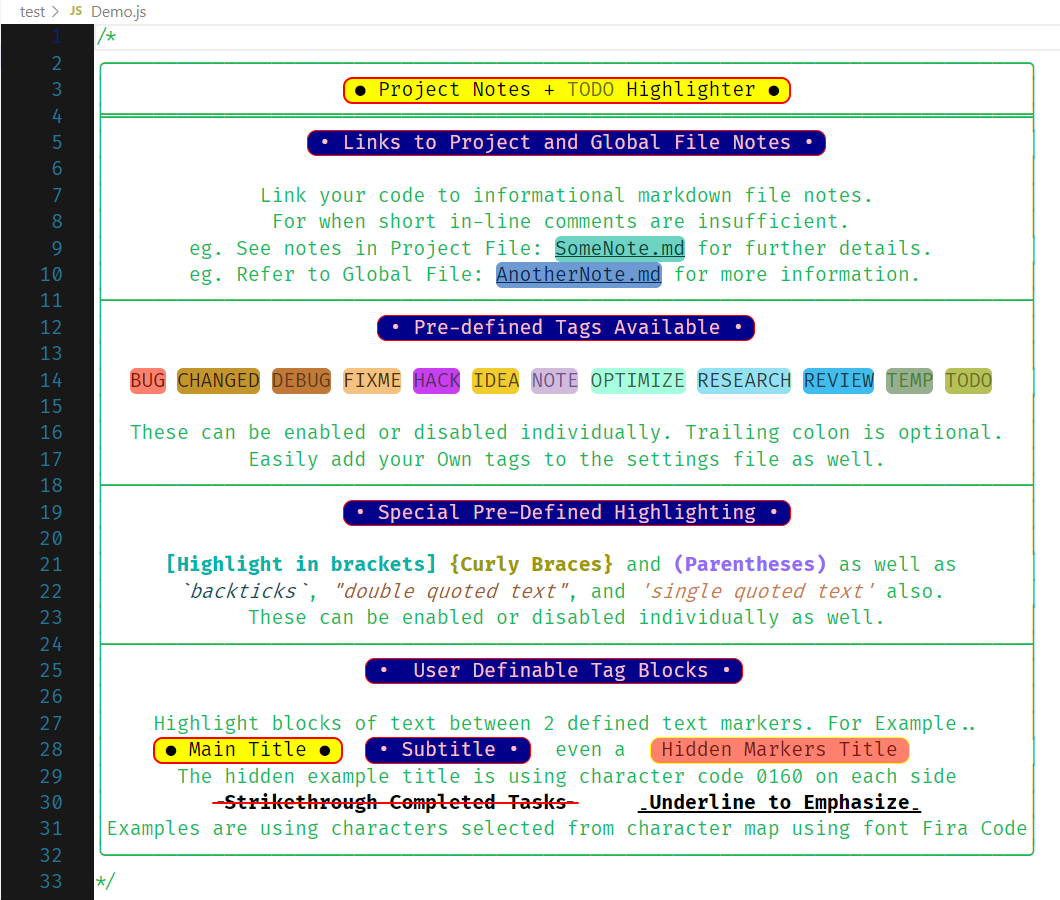 test > JS Demo.js
1 /*
2
3 ● Project Notes + TODO Highlighter ●
4
5 • Links to Project and Global File Notes •
6
7 Link your code to informational markdown file notes.
8 For when short in-line comments are insufficient.
9 eg. See notes in Project File: SomeNote.md for further details.
10 eg. Refer to Global File: AnotherNote.md for more information.
11
12 • Pre-defined Tags Available •
13
14 BUG CHANGED DEBUG FIXME HACK IDEA NOTE OPTIMIZE RESEARCH REVIEW TEMP TODO
15
16 These can be enabled or disabled individually. Trailing colon is optional.
17 Easily add your Own tags to the settings file as well.
18
19 • Special Pre-Defined Highlighting •
20
21 [Highlight in brackets] {Curly Braces} and (Parentheses) as well as
22 `backticks`, "double quoted text", and 'single quoted text' also.
23 These can be enabled or disabled individually as well.
24
25 • User Definable Tag Blocks •
26
27 Highlight blocks of text between 2 defined text markers. For Example..
28 ● Main Title ● • Subtitle • even a Hidden Markers Title
29 The hidden example title is using character code 0160 on each side
30 -Strikethrough Completed Tasks- .Underline to Emphasize.
31 Examples are using characters selected from character map using font Fira Code
32
33 */